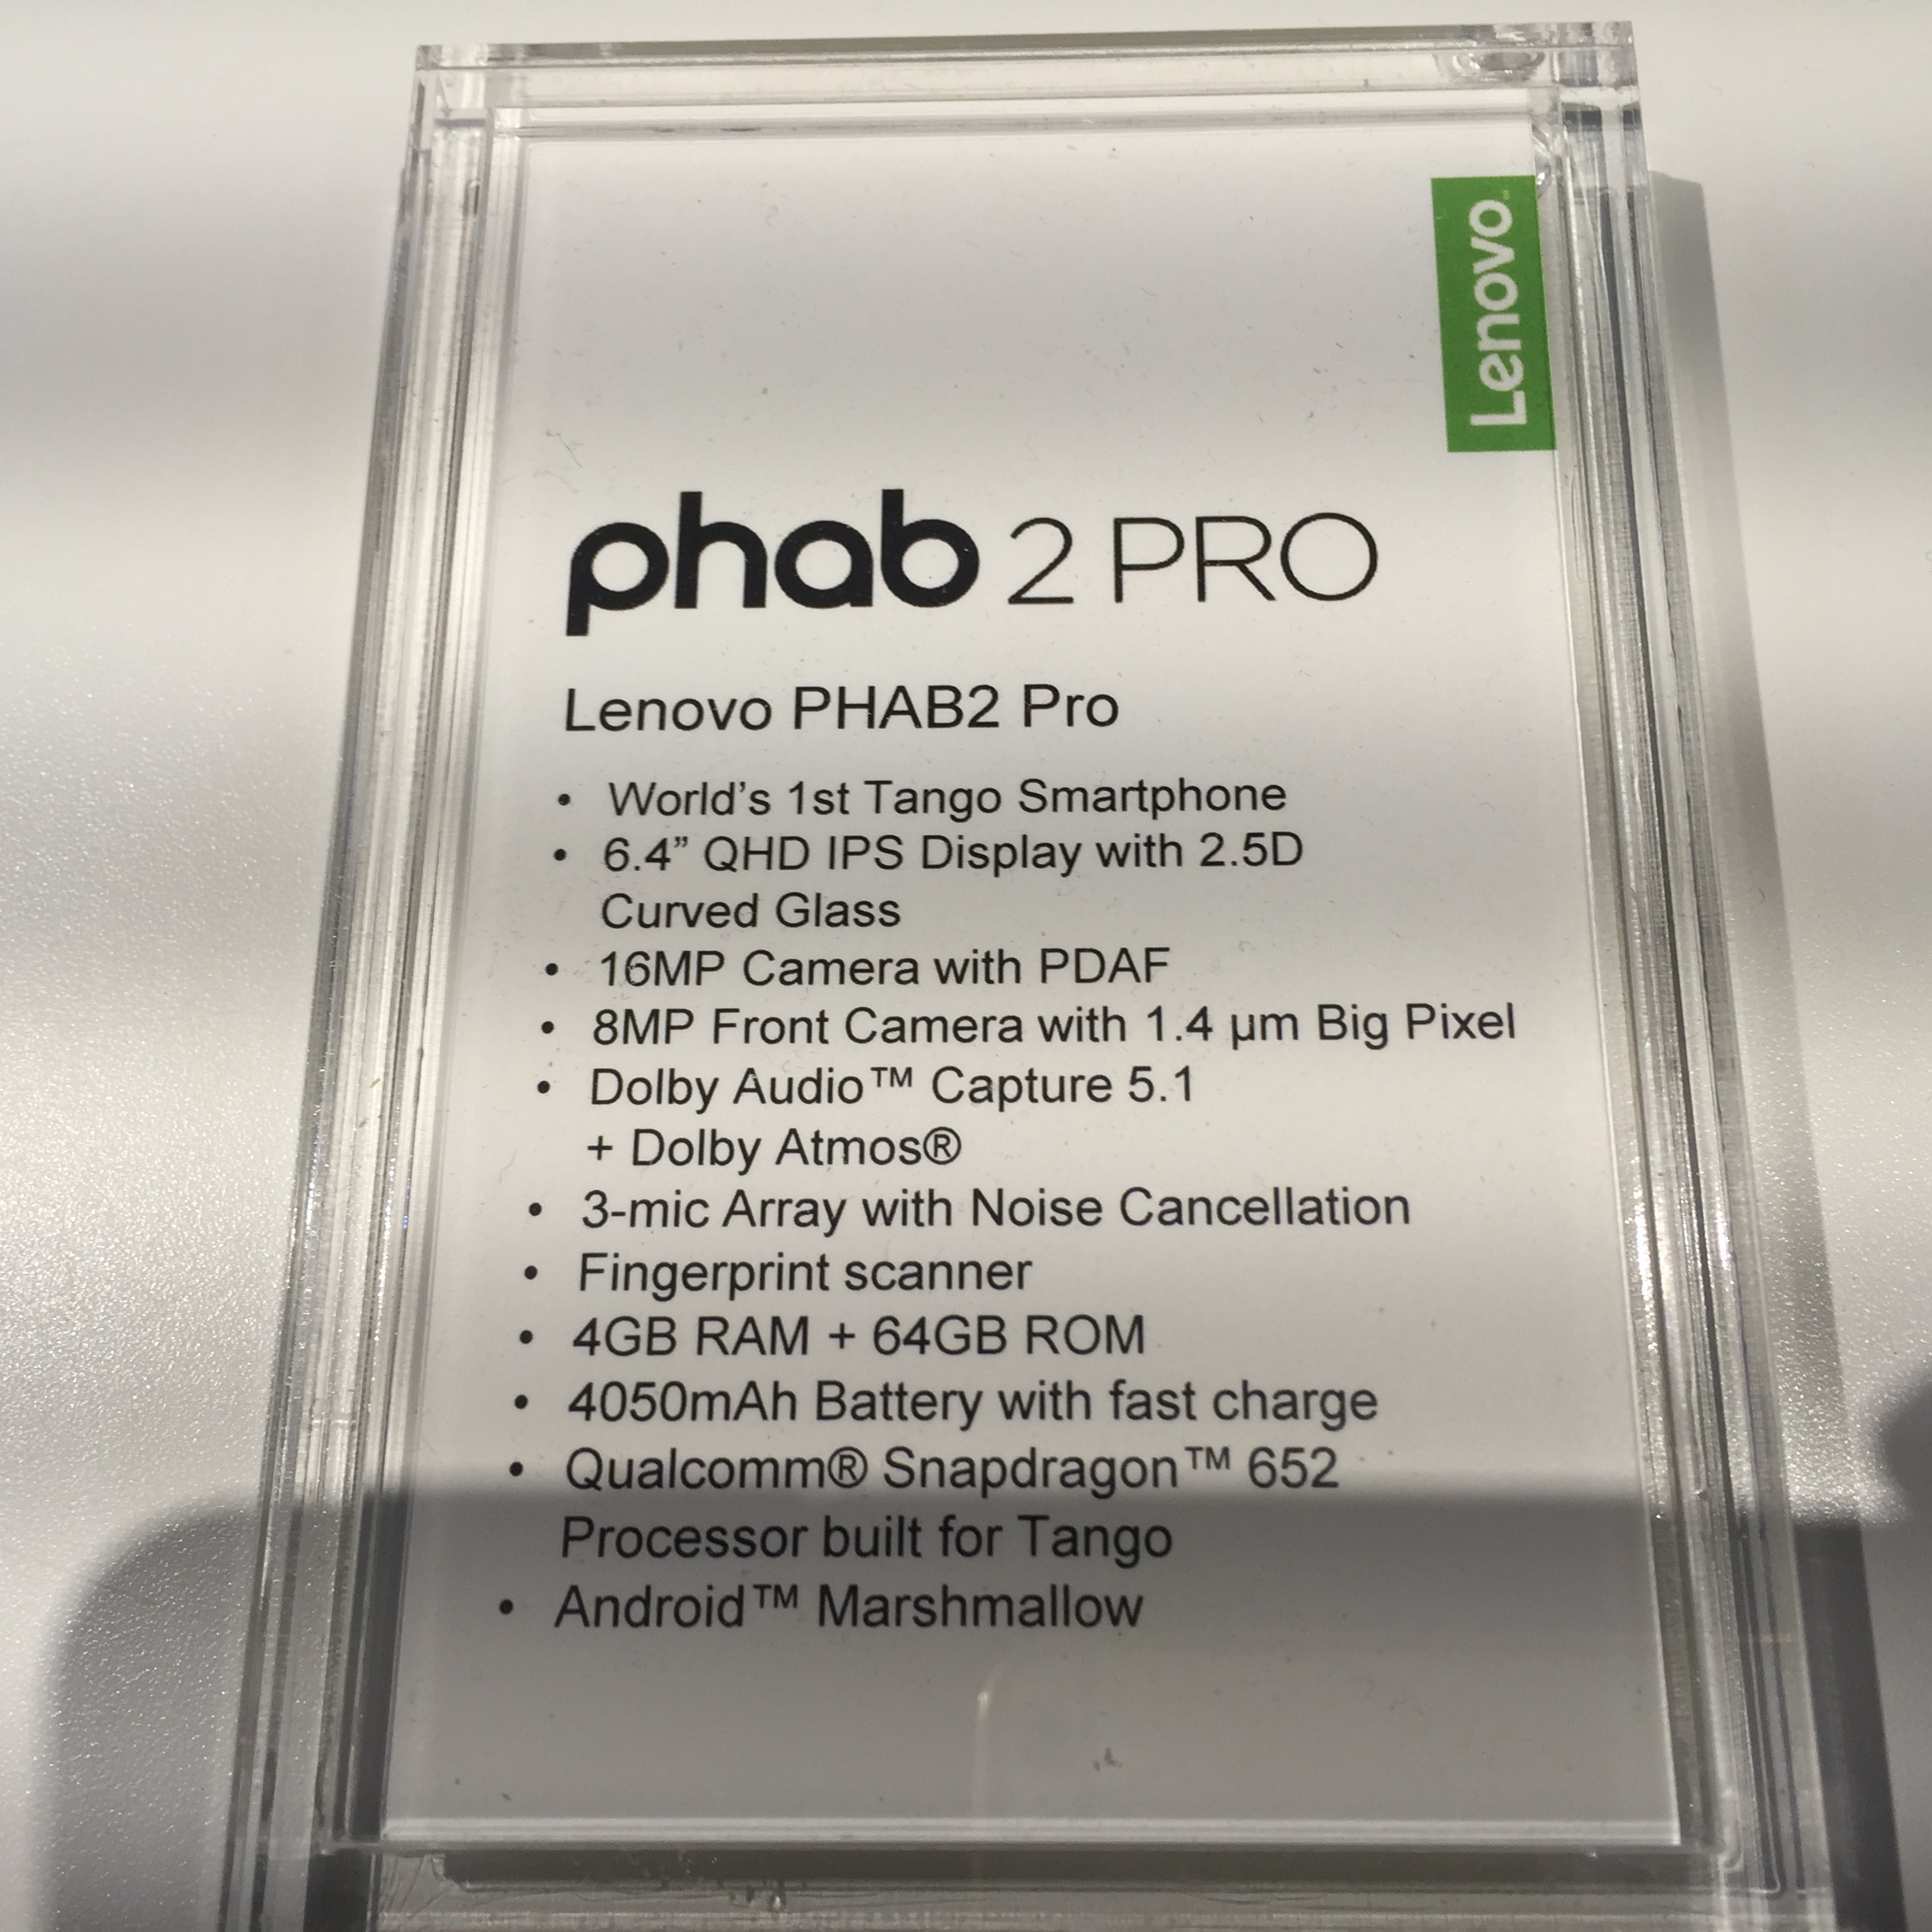 Lenovo™
phab 2 PRO
Lenovo PHAB2 Pro
• World’s 1st Tango Smartphone
• 6.4” QHD IPS Display with 2.5D
Curved Glass
• 16MP Camera with PDAF
• 8MP Front Camera with 1.4 µm Big Pixel
• Dolby Audio™ Capture 5.1
+ Dolby Atmos®
• 3-mic Array with Noise Cancellation
• Fingerprint scanner
• 4GB RAM + 64GB ROM
• 4050mAh Battery with fast charge
• Qualcomm® Snapdragon™ 652
Processor built for Tango
• Android™ Marshmallow